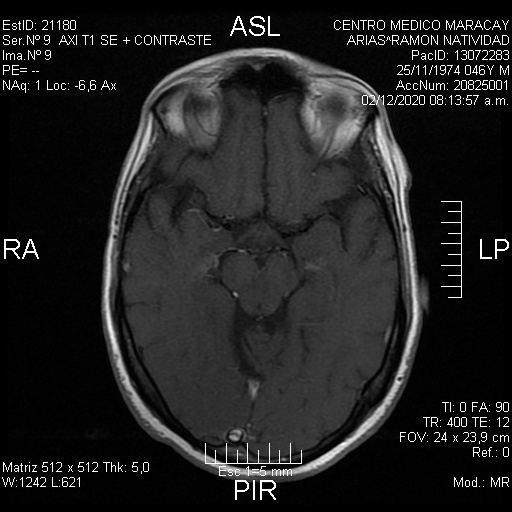 EstID: 21180
Ser.Nº 9 AXI T1 SE + CONTRASTE
Ima.Nº 9
PE= --
NAq: 1 Loc: -6,6 Ax
ASL
CENTRO MEDICO MARACAY
ARIAS^RAMON NATIVIDAD
PacID: 13072283
25/11/1974 046Y M
AccNum: 20825001
02/12/2020 08:13:57 a.m.
RA
LP
TI: 0 FA: 90
TR: 400 TE: 12
FOV: 24 x 23,9 cm
Ref.: 0
Matriz 512 x 512 Thk: 5,0
W:1242 L:621
Esc 1=5 mm
PIR
Mod.: MR